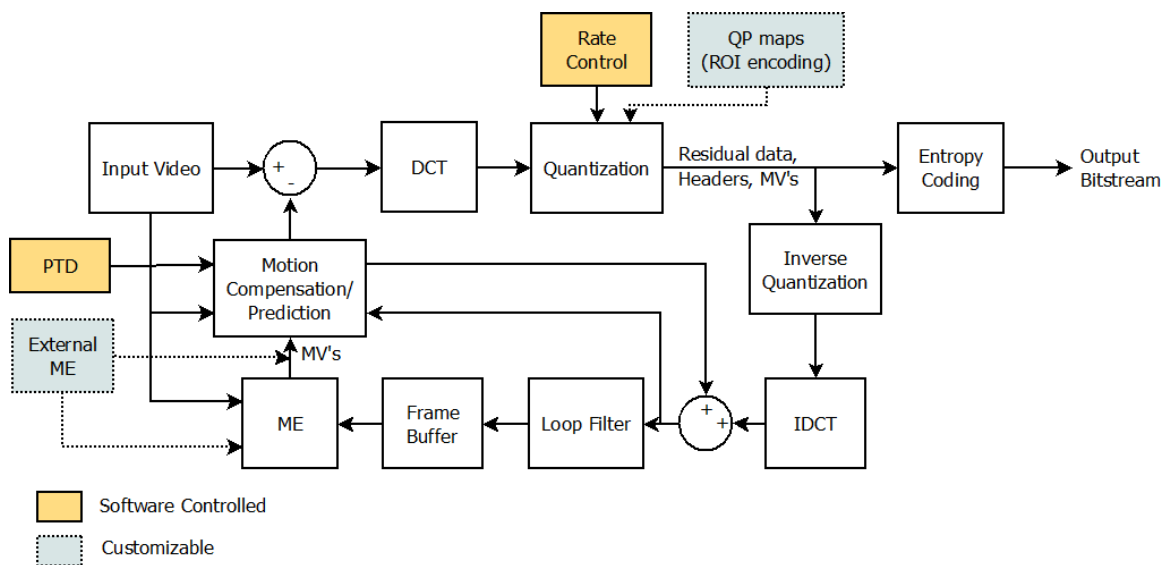 Rate
Control
QP maps
(ROI encoding)
Input Video
+
-
DCT
Quantization
Residual data,
Headers, MV's
Entropy
Coding
Output
Bitstream
PTD
Motion
Compensation/
Prediction
Inverse
Quantization
External
ME
MV's
ME
Frame
Buffer
Loop Filter
+
+
IDCT
Software Controlled
Customizable